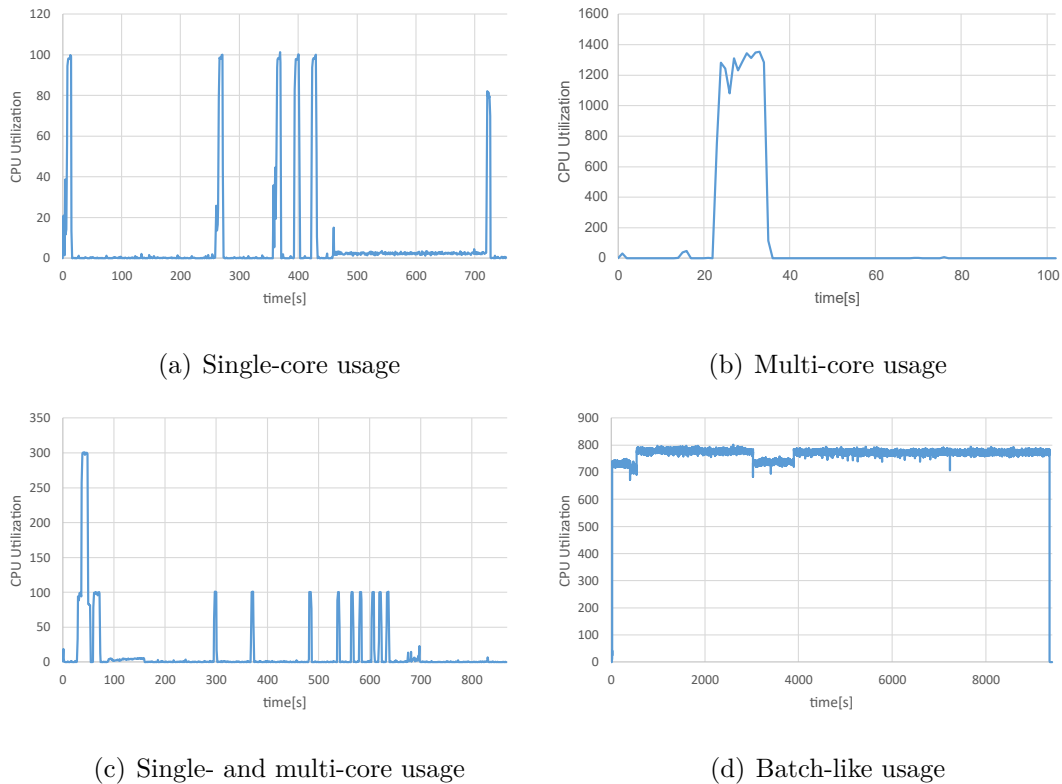 120
100
80
60
40
20
0
CPU Utilization
0 100 200 300 400 500 600 700
time[s]
(a) Single-core usage
1600
1400
1200
1000
800
600
400
200
0
CPU Utilization
0 20 40 60 80 100
time[s]
(b) Multi-core usage
350
300
250
200
150
100
50
0
CPU Utilization
0 100 200 300 400 500 600 700 800
time[s]
(c) Single- and multi-core usage
900
800
700
600
500
400
300
200
100
0
CPU Utilization
0 2000 4000 6000 8000
time[s]
(d) Batch-like usage